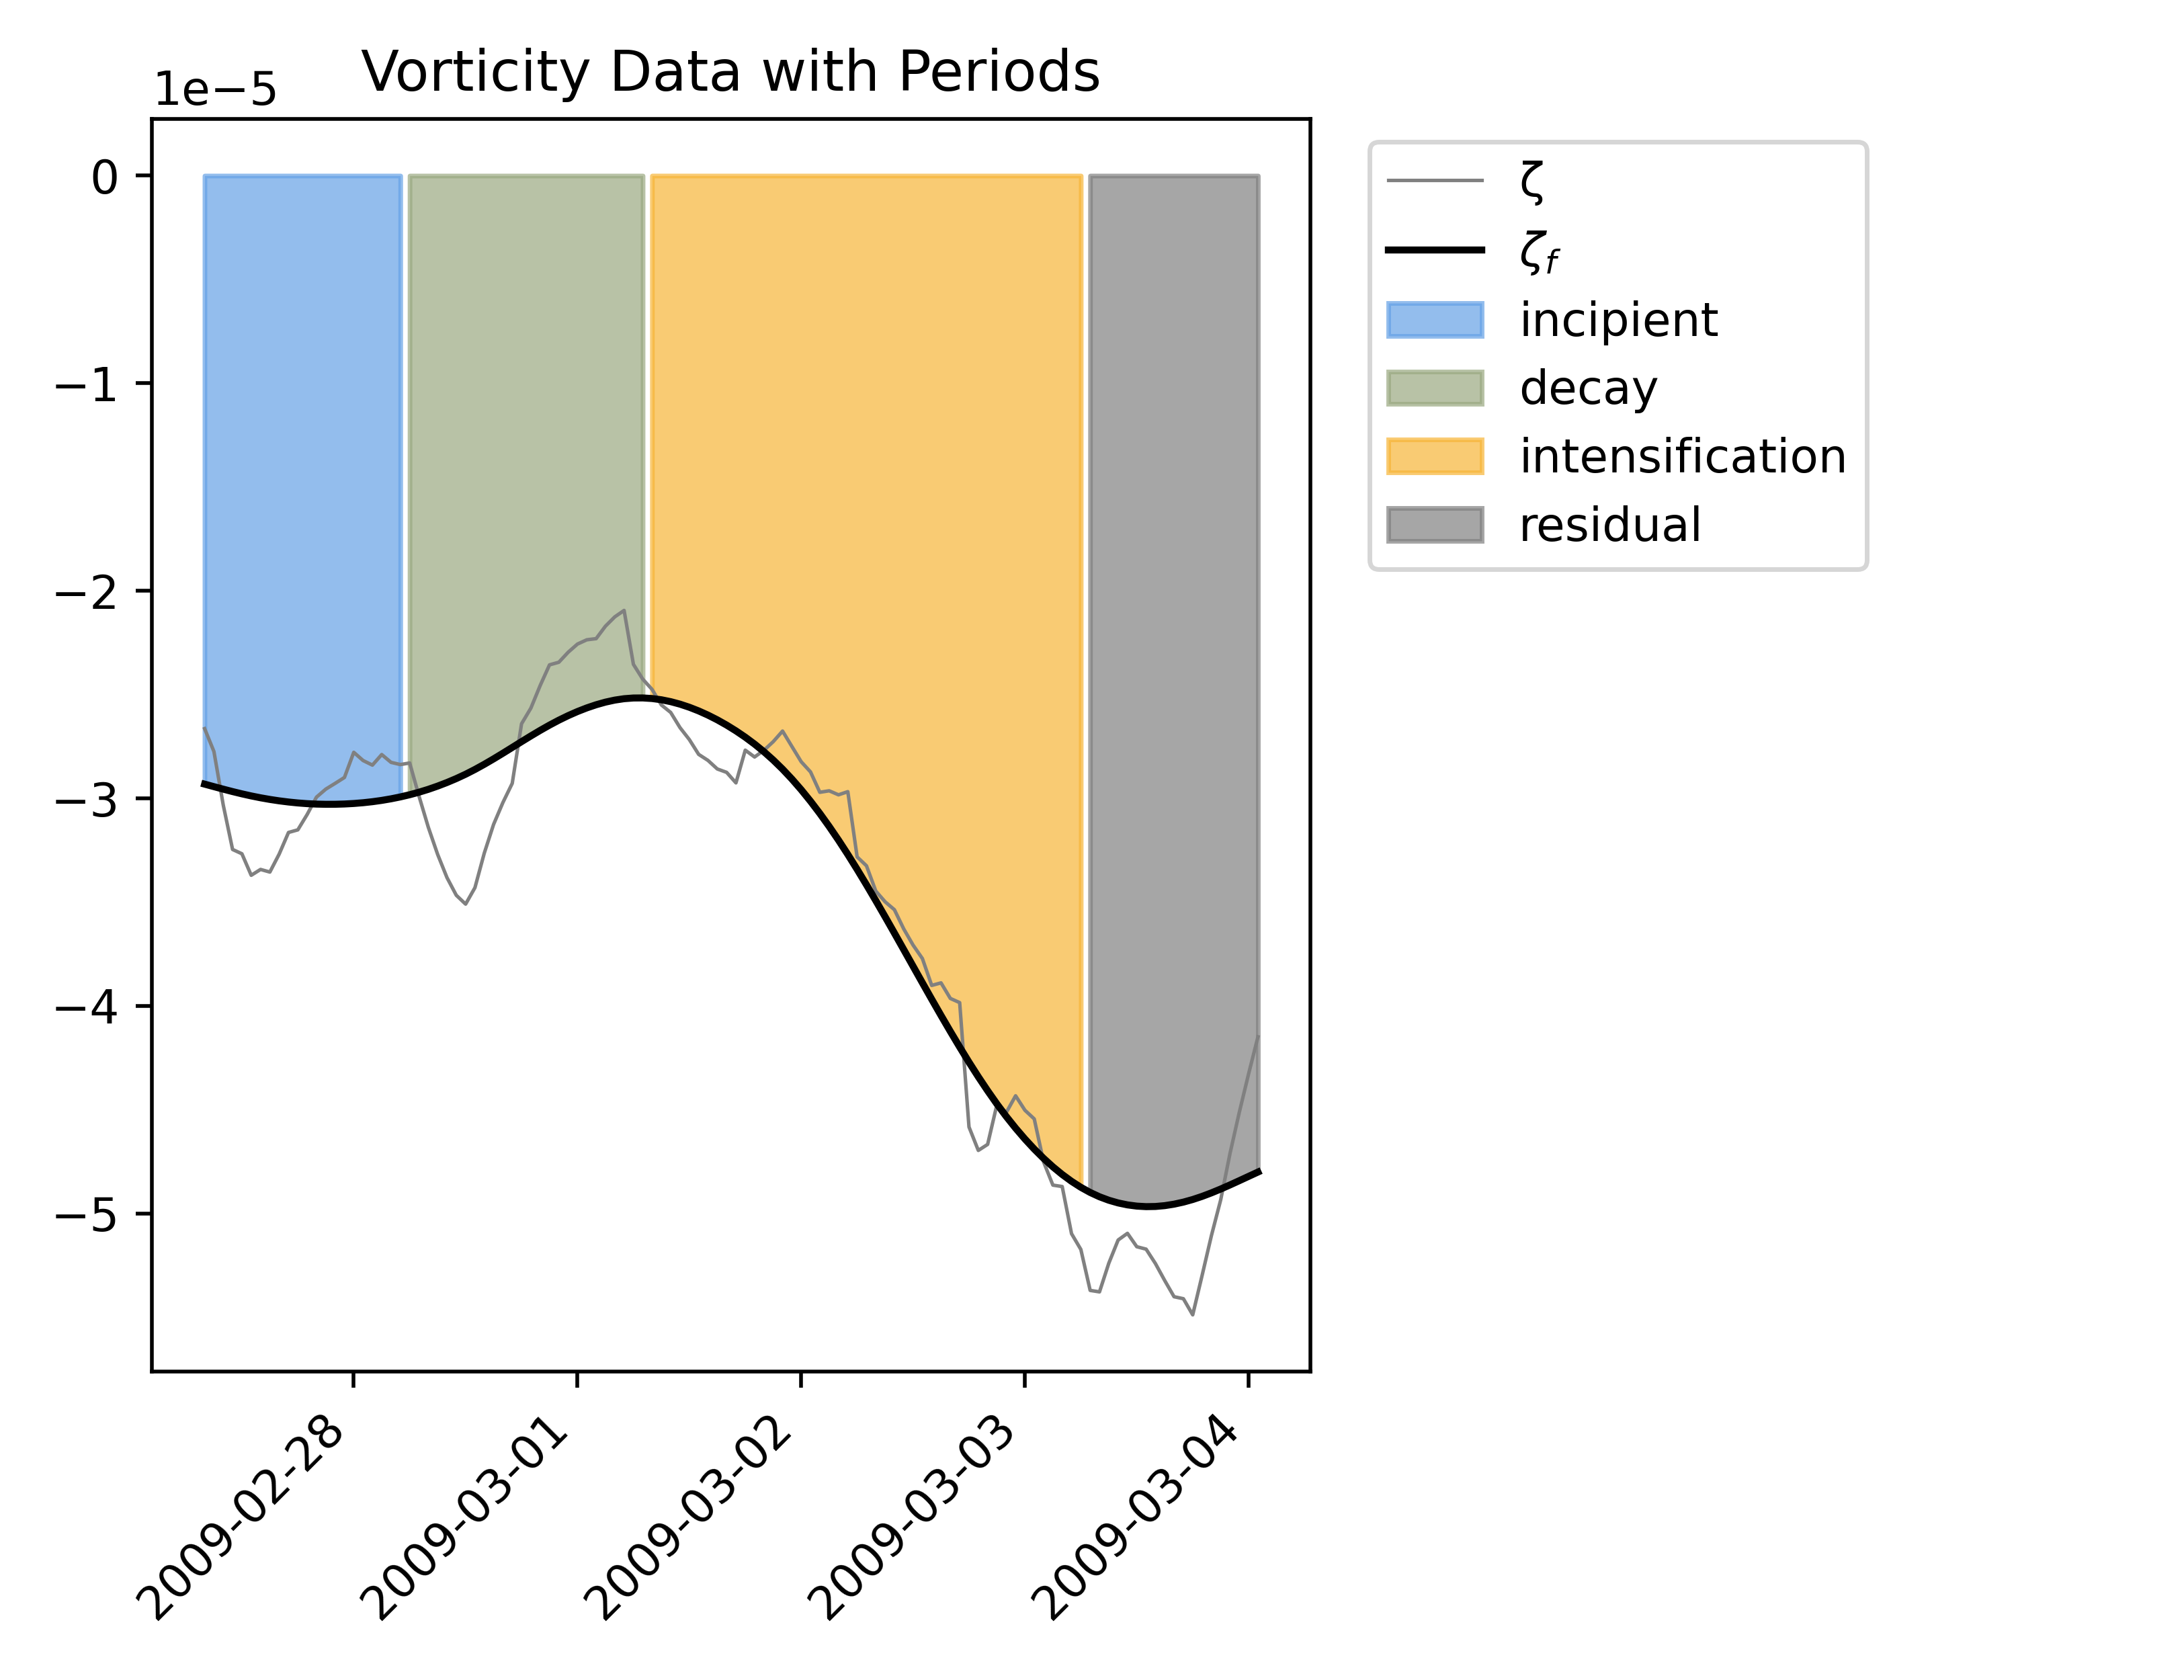 Vorticity Data with Periods
1e−5
0
−1
−2
−3
−4
−5
2009-02-28
2009-03-01
2009-03-02
2009-03-03
2009-03-04
ζ
ζf
incipient
decay
intensification
residual